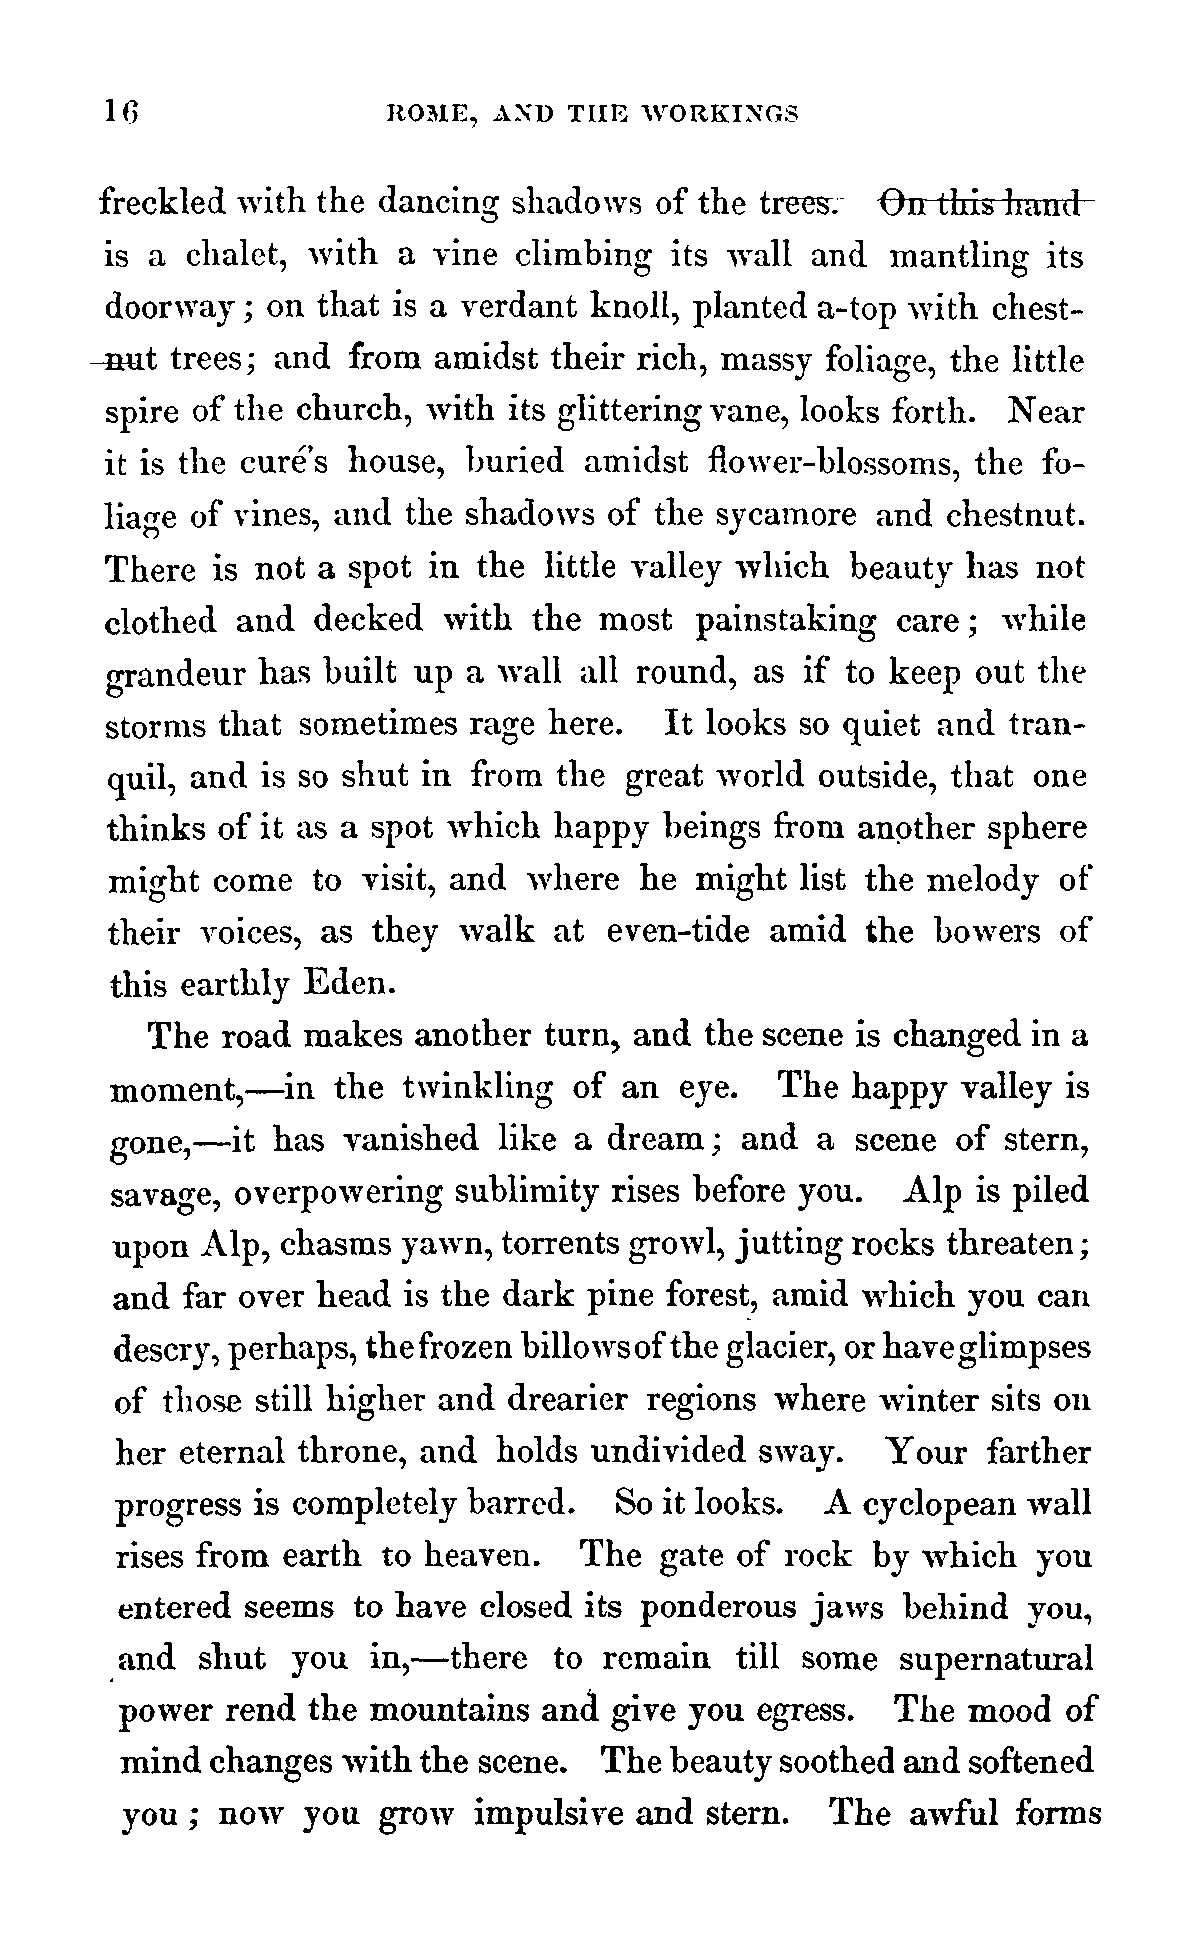 16 ROME, AND THE WORKINGS
freckled with the dancing shadows of the trees. On this hand
is a chalet, with a vine climbing its wall and mantling its
doorway; on that is a verdant knoll, planted a-top with chest-
nut trees; and from amidst their rich, massy foliage, the little
spire of the church, with its glittering vane, looks forth. Near
it is the curé's house, buried amidst flower-blossoms, the fo-
liage of vines, and the shadows of the sycamore and chestnut.
There is not a spot in the little valley which beauty has not
clothed and decked with the most painstaking care; while
grandeur has built up a wall all round, as if to keep out the
storms that sometimes rage here. It looks so quiet and tran-
quil, and is so shut in from the great world outside, that one
thinks of it as a spot which happy beings from another sphere
might come to visit, and where he might list the melody of
their voices, as they walk at even-tide amid the bowers of
this earthly Eden.
The road makes another turn, and the scene is changed in a
moment,—in the twinkling of an eye. The happy valley is
gone,—it has vanished like a dream; and a scene of stern,
savage, overpowering sublimity rises before you. Alp is piled
upon Alp, chasms yawn, torrents growl, jutting rocks threaten;
and far over head is the dark pine forest, amid which you can
descry, perhaps, the frozen billows of the glacier, or have glimpses
of those still higher and drearier regions where winter sits on
her eternal throne, and holds undivided sway. Your farther
progress is completely barred. So it looks. A cyclopean wall
rises from earth to heaven. The gate of rock by which you
entered seems to have closed its ponderous jaws behind you,
and shut you in,—there to remain till some supernatural
power rend the mountains and give you egress. The mood of
mind changes with the scene. The beauty soothed and softened
you; now you grow impulsive and stern. The awful forms